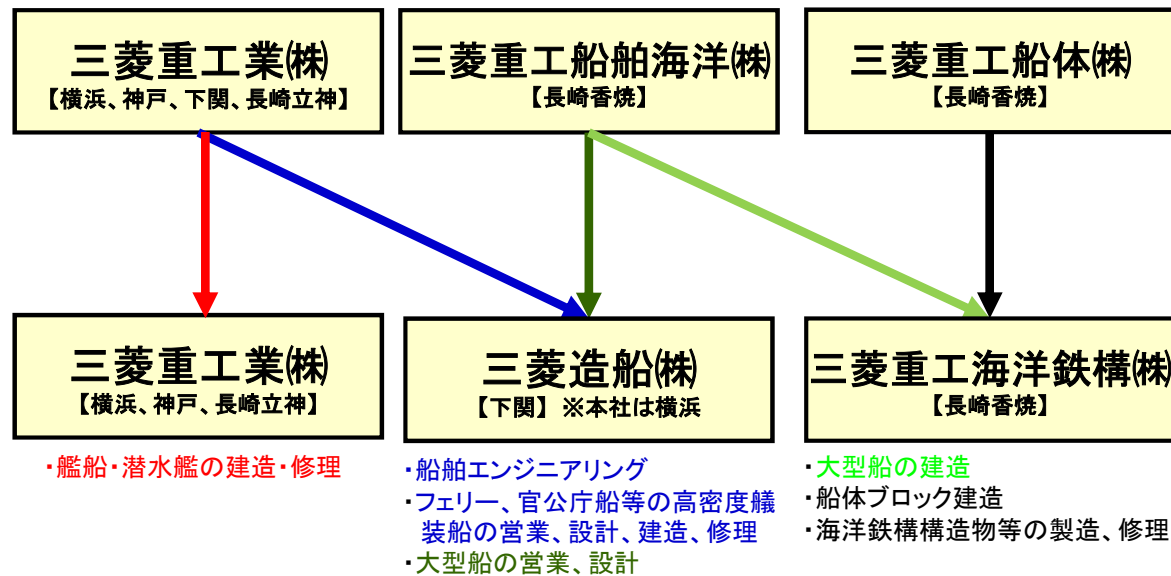 三菱重工業㈱
【横浜、神戸、下関、長崎立神】
三菱重工船舶海洋㈱
【長崎香焼】
三菱重工船体㈱
【長崎香焼】
三菱重工業㈱
【横浜、神戸、長崎立神】
・艦船・潜水艦の建造・修理
三菱造船㈱
【下関】 ※本社は横浜
・船舶エンジニアリング
・フェリー、官公庁船等の高密度艤
装船の営業、設計、建造、修理
・大型船の営業、設計
三菱重工海洋鉄構㈱
【長崎香焼】
・大型船の建造
・船体ブロック建造
・海洋鉄構構造物等の製造、修理